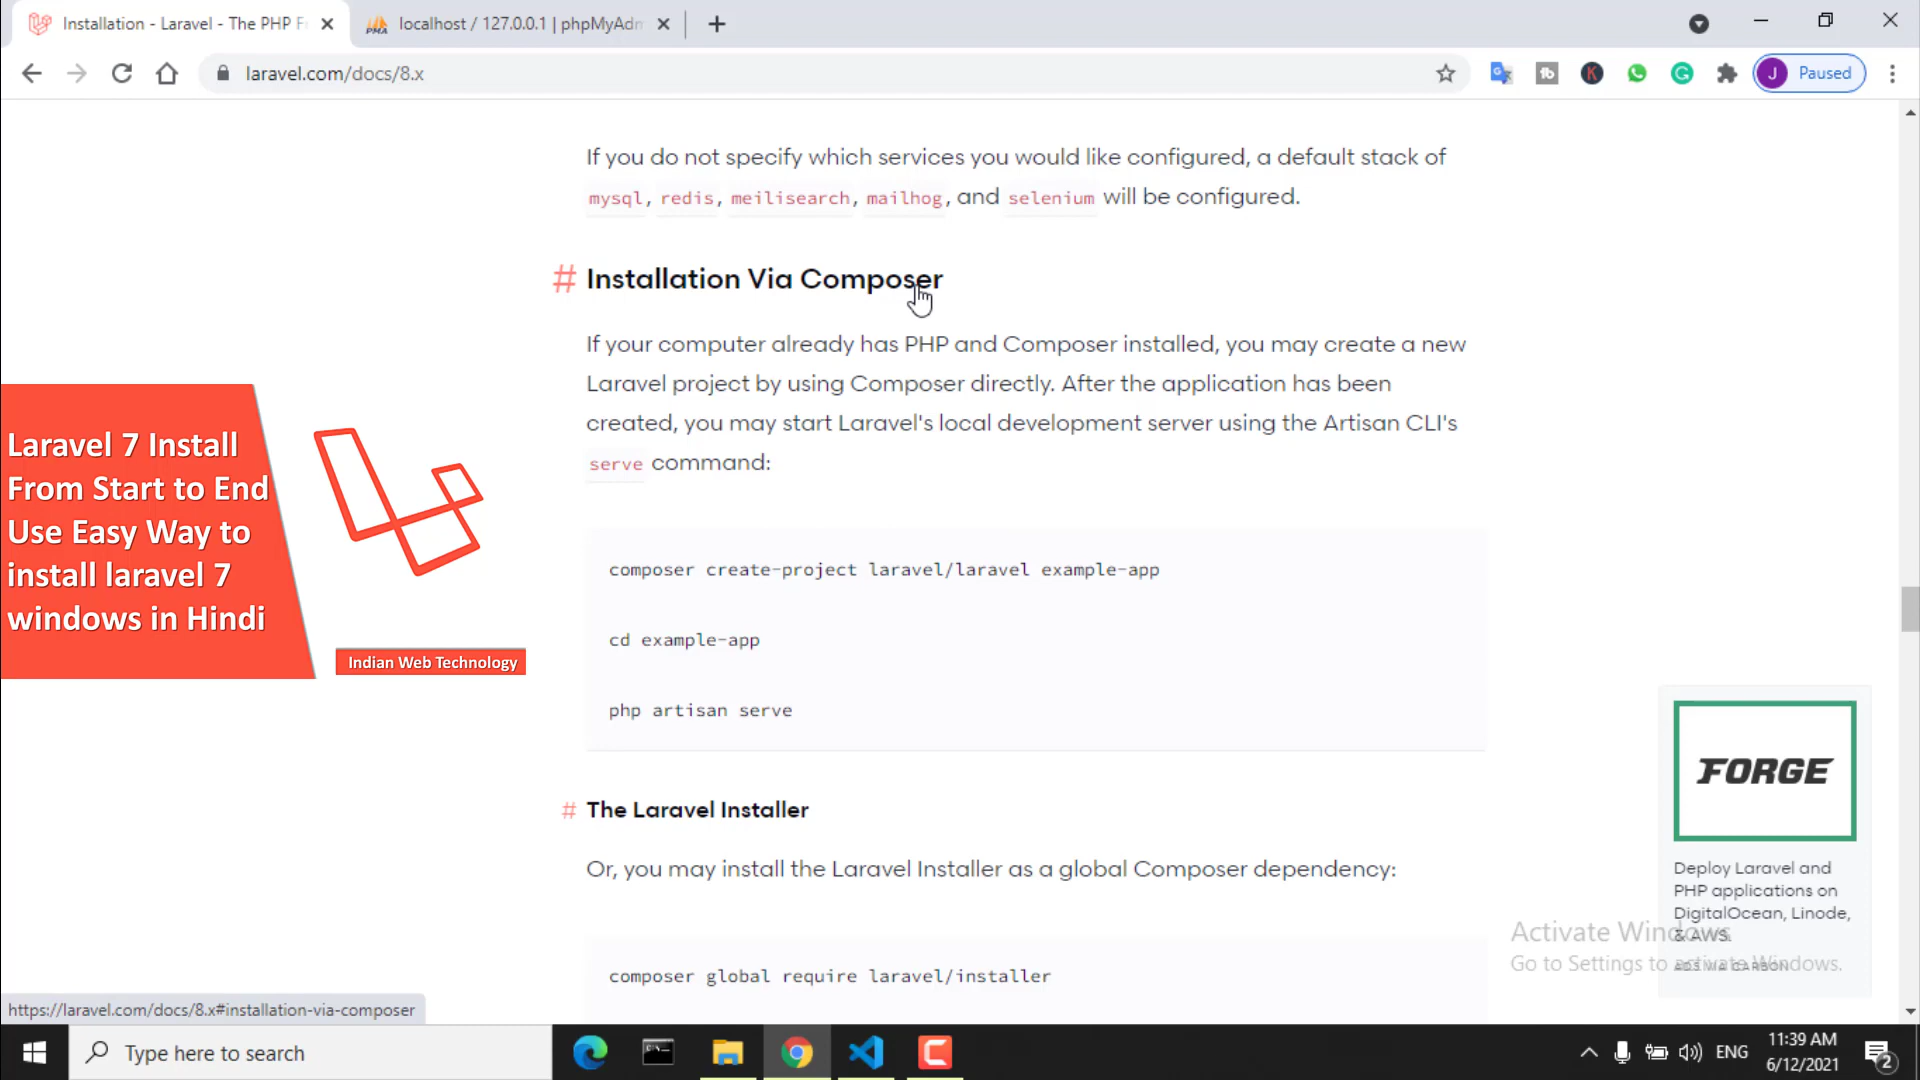 Installation - Laravel - The PHP F
localhost / 127.0.0.1 | phpMyAdm
laravel.com/docs/8.x
J Paused
If you do not specify which services you would like configured, a default stack of
mysql, redis, meilisearch, mailhog, and selenium will be configured.
# Installation Via Composer
If your computer already has PHP and Composer installed, you may create a new
Laravel project by using Composer directly. After the application has been
created, you may start Laravel's local development server using the Artisan CLI's
serve command:
composer create-project laravel/laravel example-app
cd example-app
php artisan serve
# The Laravel Installer
Or, you may install the Laravel Installer as a global Composer dependency:
composer global require laravel/installer
Laravel 7 Install
From Start to End
Use Easy Way to
install laravel 7
windows in Hindi
Indian Web Technology
FORGE
Deploy Laravel and
PHP applications on
DigitalOcean, Linode,
& AWS.
ADS VIA CARBON
Activate Windows
Go to Settings to activate Windows.
https://laravel.com/docs/8.x#installation-via-composer
Type here to search
ENG
11:39 AM
6/12/2021
2